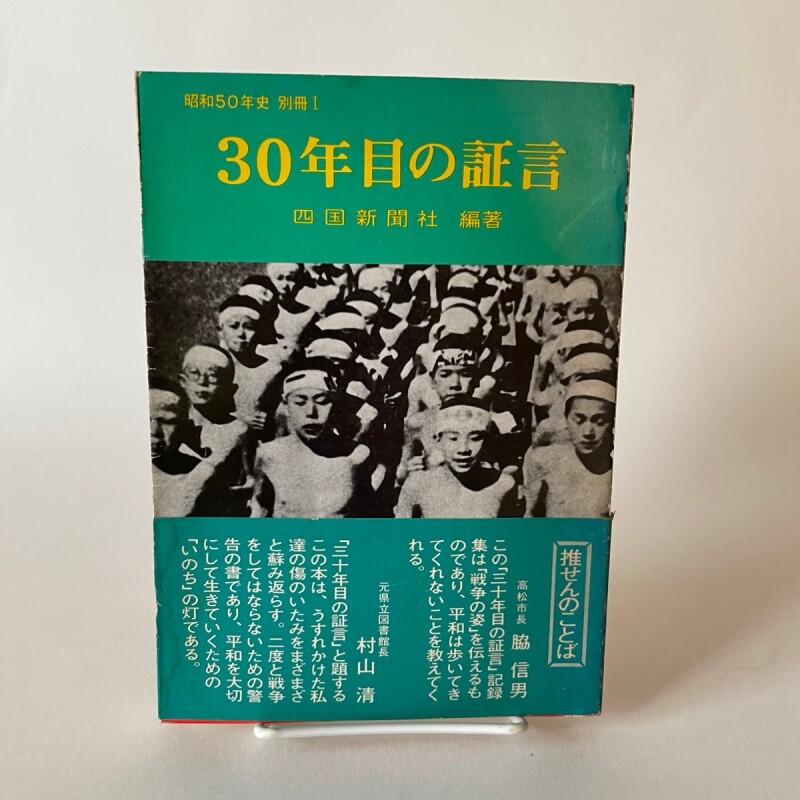 昭和50年史 別冊I
30年目の証言
四国新聞社 編著
推せんのことば
高松市長 脇 信男
この「三十年目の証言」記録
集は「戦争の姿」を伝えるも
のであり、平和は歩いてき
てくれないことを教えてく
れる。
元県立図書館長 村山 清
「三十年目の証言」と題する
この本は、うすれかけた私
達の傷のいたみをまざまざ
と蘇み返らす。二度と戦争
をしてはならないための警
告の書であり、平和を大切
にして生きていくための
「いのち」の灯である。